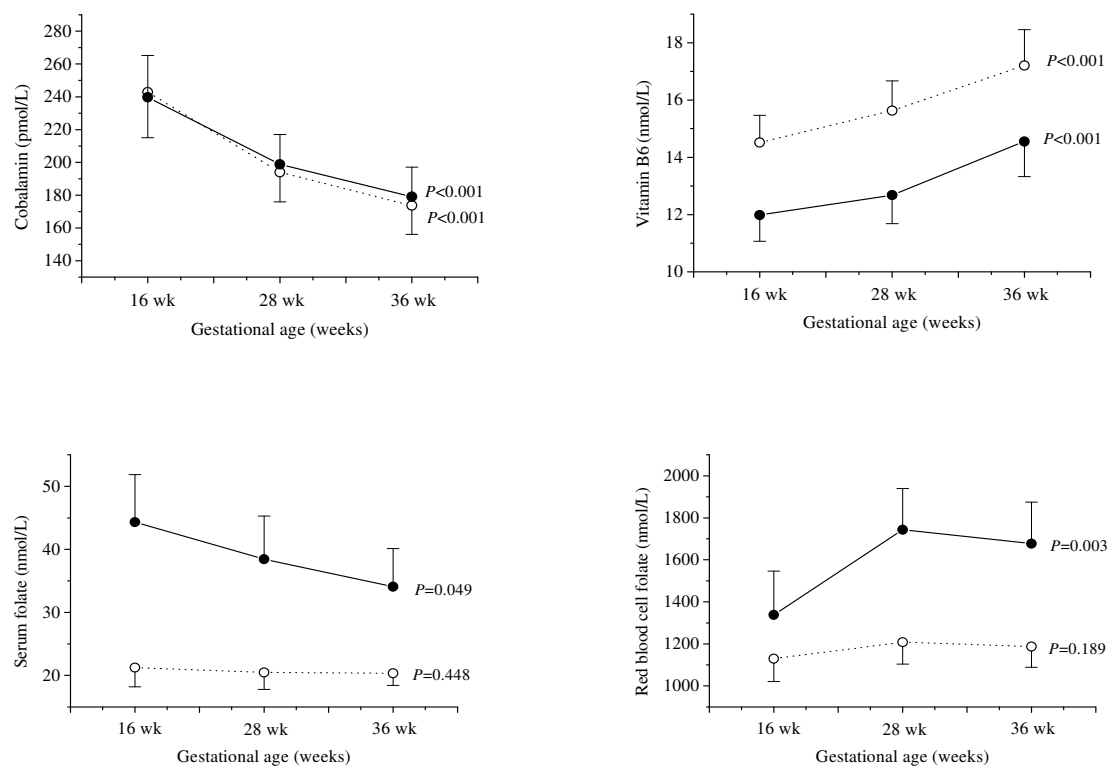 280
260
240
220
200
180
160
140
Cobalamin (pmol/L)
P<0.001
P<0.001
16 wk 28 wk 36 wk
Gestational age (weeks)
18
16
14
12
10
Vitamin B6 (nmol/L)
P<0.001
P<0.001
16 wk 28 wk 36 wk
Gestational age (weeks)
50
40
30
20
Serum folate (nmol/L)
P=0.049
P=0.448
16 wk 28 wk 36 wk
Gestational age (weeks)
2000
1800
1600
1400
1200
1000
Red blood cell folate (nmol/L)
P=0.003
P=0.189
16 wk 28 wk 36 wk
Gestational age (weeks)